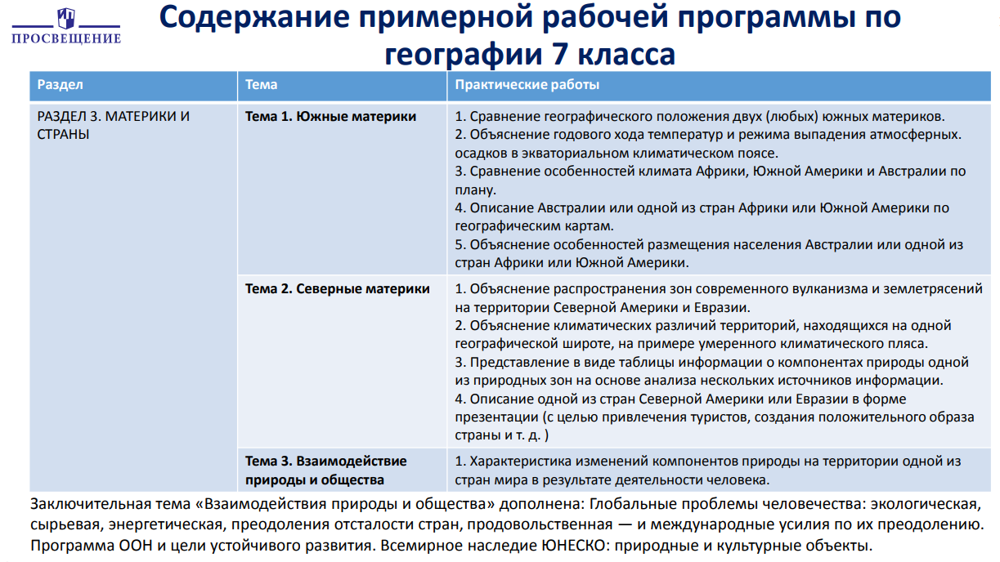 ПРОСВЕЩЕНИЕ
Содержание примерной рабочей программы по
географии 7 класса
Раздел
Тема
Практические работы
РАЗДЕЛ 3. МАТЕРИКИ И
СТРАНЫ
Тема 1. Южные материки
1. Сравнение географического положения двух (любых) южных материков.
2. Объяснение годового хода температур и режима выпадения атмосферных.
осадков в экваториальном климатическом поясе.
3. Сравнение особенностей климата Африки, Южной Америки и Австралии по
плану.
4. Описание Австралии или одной из стран Африки или Южной Америки по
географическим картам.
5. Объяснение особенностей размещения населения Австралии или одной из
стран Африки или Южной Америки.
Тема 2. Северные материки
1. Объяснение распространения зон современного вулканизма и землетрясений
на территории Северной Америки и Евразии.
2. Объяснение климатических различий территорий, находящихся на одной
географической широте, на примере умеренного климатического пляса.
3. Представление в виде таблицы информации о компонентах природы одной
из природных зон на основе анализа нескольких источников информации.
4. Описание одной из стран Северной Америки или Евразии в форме
презентации (с целью привлечения туристов, создания положительного образа
страны и т. д. )
Тема 3. Взаимодействие
природы и общества
1. Характеристика изменений компонентов природы на территории одной из
стран мира в результате деятельности человека.
Заключительная тема «Взаимодействия природы и общества» дополнена: Глобальные проблемы человечества: экологическая,
сырьевая, энергетическая, преодоления отсталости стран, продовольственная — и международные усилия по их преодолению.
Программа ООН и цели устойчивого развития. Всемирное наследие ЮНЕСКО: природные и культурные объекты.